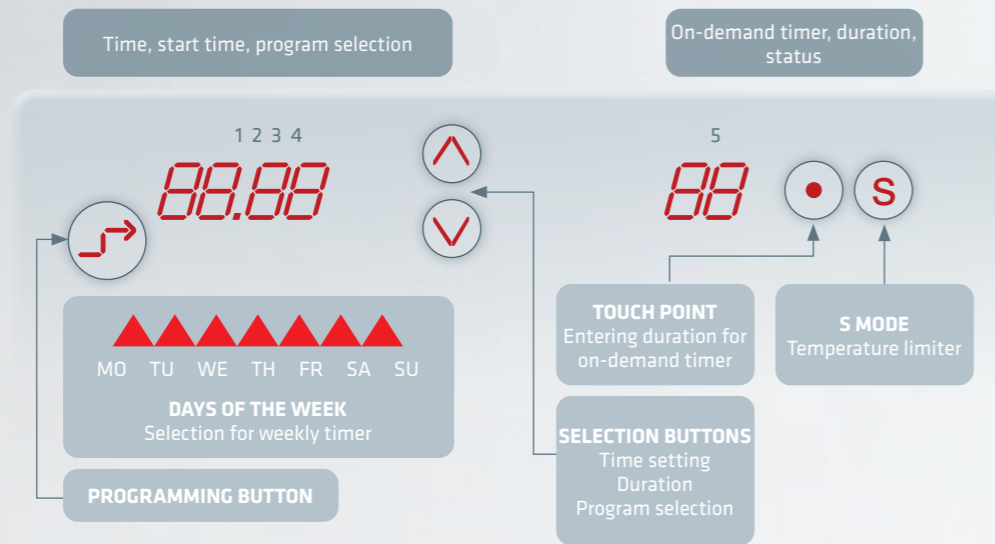 Time, start time, program selection
On-demand timer, duration,
status
1 2 3 4
5
88.88
88
S
TOUCH POINT
Entering duration for
on-demand timer
S MODE
Temperature limiter
MO TU WE TH FR SA SU
DAYS OF THE WEEK
Selection for weekly timer
SELECTION BUTTONS
Time setting
Duration
Program selection
PROGRAMMING BUTTON